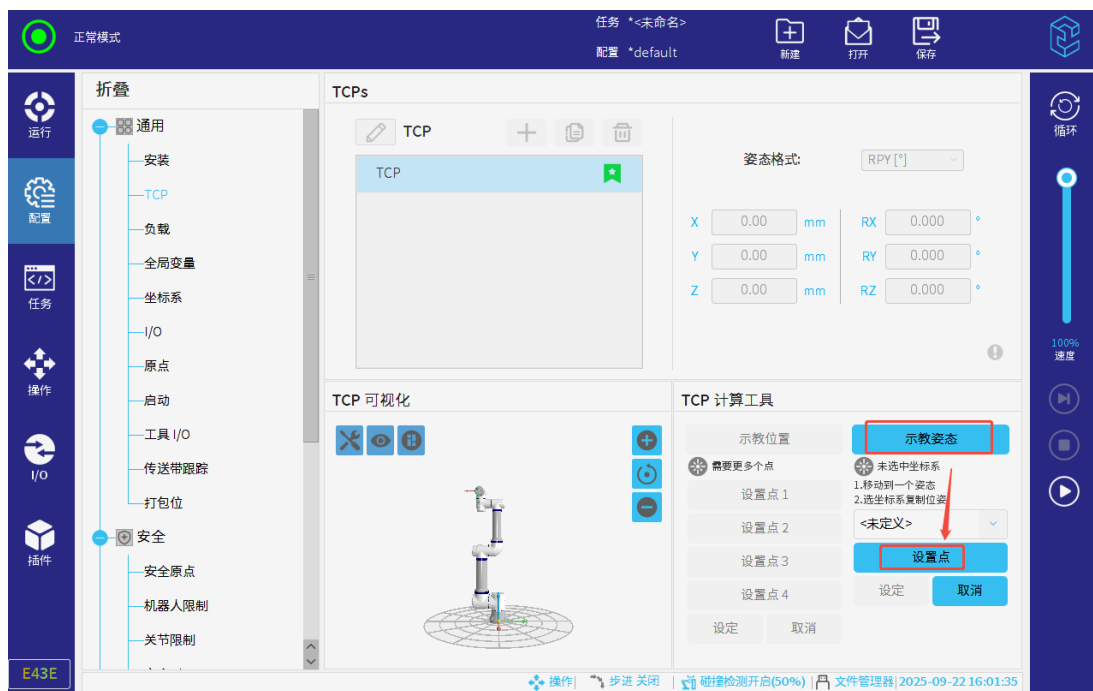 正常模式
任务 *<未命名>
配置 *default
新建
打开
保存
运行
配置
任务
操作
I/O
插件
E43E
折叠
通用
安装
TCP
负载
全局变量
坐标系
I/O
原点
启动
工具 I/O
传送带跟踪
打包位
安全
安全原点
机器人限制
关节限制
TCPs
TCP
TCP
姿态格式:
RPY [°]
X 0.00 mm RX 0.000 °
Y 0.00 mm RY 0.000 °
Z 0.00 mm RZ 0.000 °
TCP 可视化
TCP 计算工具
示教位置
需要更多个点
设置点 1
设置点 2
设置点 3
设置点 4
设定 取消
示教姿态
未选中坐标系
1.移动到一个姿态
2.选坐标系复制位姿
<未定义>
设置点
设定 取消
循环
100%
速度
操作| 步进 关闭 | 碰撞检测开启(50%) | 文件管理器|2025-09-22 16:01:35